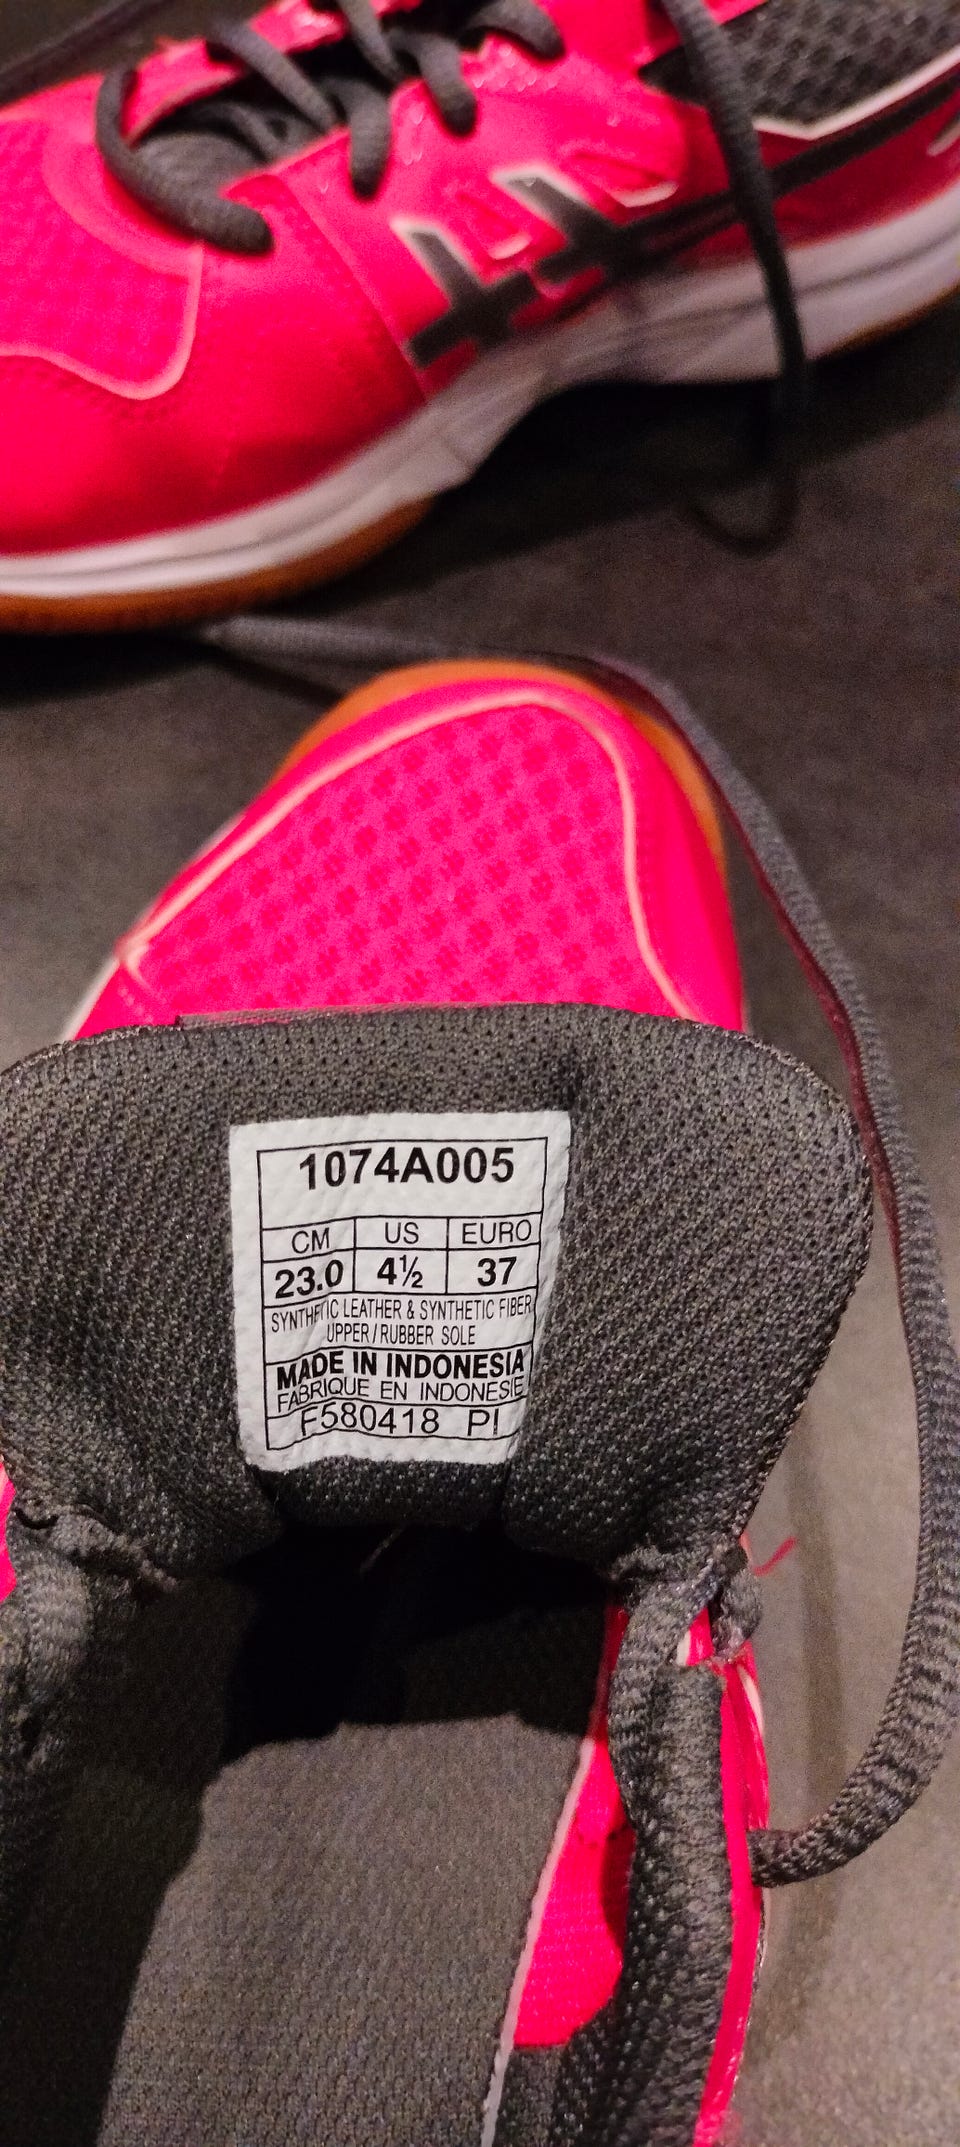 1074A005
CM US EURO
23.0 4½ 37
SYNTHETIC LEATHER & SYNTHETIC FIBER
UPPER / RUBBER SOLE
MADE IN INDONESIA
FABRIQUE EN INDONESIE
F580418 PI